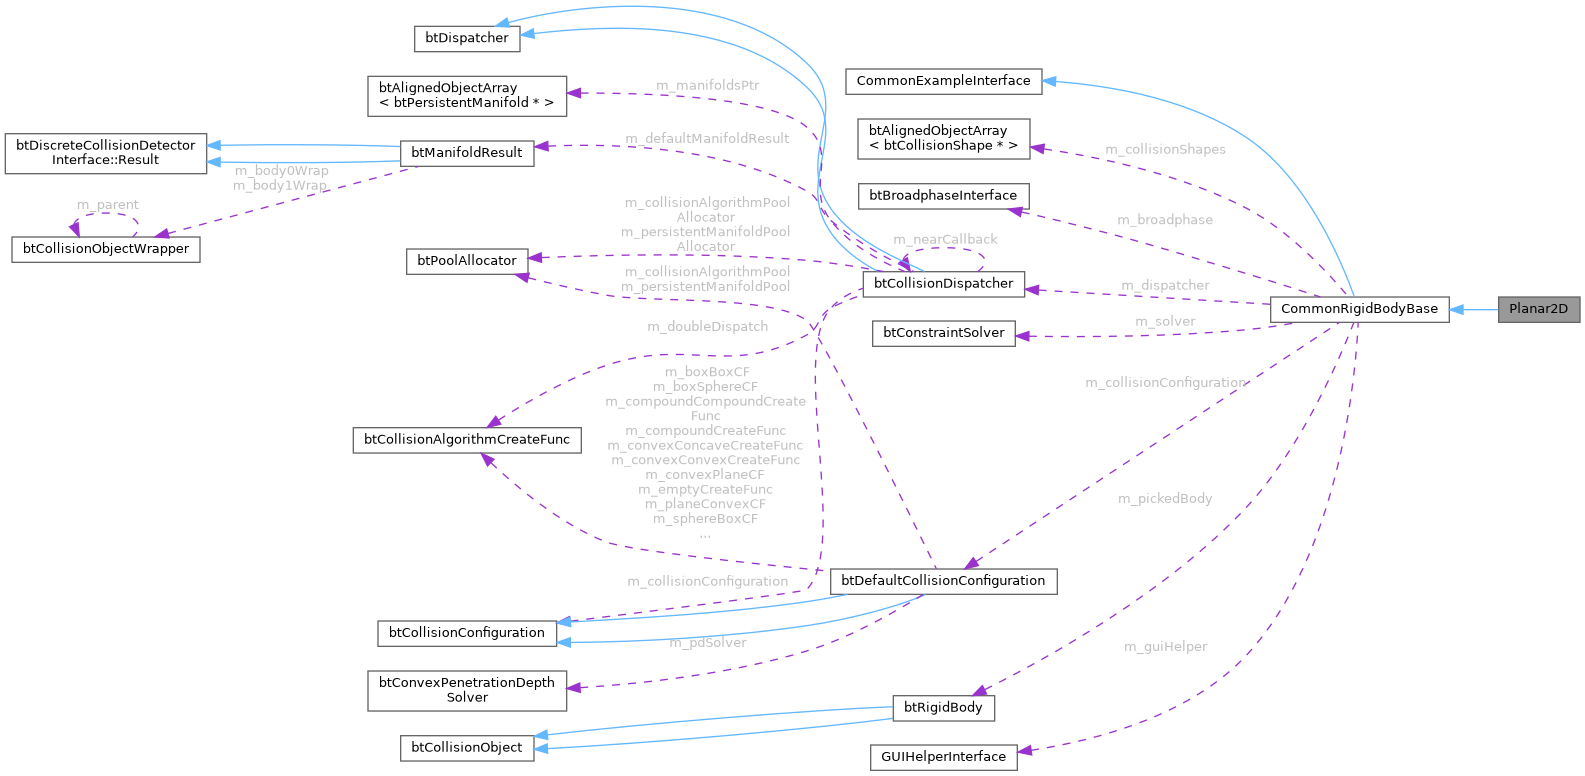 btDispatcher
CommonExampleInterface
btAlignedObjectArray
< btPersistentManifold * >
m_manifoldsPtr
btAlignedObjectArray
< btCollisionShape * >
m_defaultManifoldResult
m_collisionShapes
btDiscreteCollisionDetector
Interface::Result
btManifoldResult
m_body0Wrap
m_body1Wrap
m_parent
btCollisionObjectWrapper
btBroadphaseInterface
m_broadphase
m_collisionAlgorithmPool
Allocator
m_persistentManifoldPool
Allocator
m_nearCallback
btPoolAllocator
m_collisionAlgorithmPool
m_persistentManifoldPool
btCollisionDispatcher
m_dispatcher
CommonRigidBodyBase
Planar2D
m_doubleDispatch
btConstraintSolver
m_solver
m_boxBoxCF
m_boxSphereCF
m_compoundCompoundCreate
Func
m_compoundCreateFunc
m_convexConcaveCreateFunc
m_convexConvexCreateFunc
m_convexPlaneCF
m_emptyCreateFunc
m_planeConvexCF
m_sphereBoxCF
...
m_collisionConfiguration
btCollisionAlgorithmCreateFunc
m_pickedBody
m_collisionConfiguration
btDefaultCollisionConfiguration
btCollisionConfiguration
m_pdSolver
m_guiHelper
btConvexPenetrationDepth
Solver
btRigidBody
btCollisionObject
GUIHelperInterface